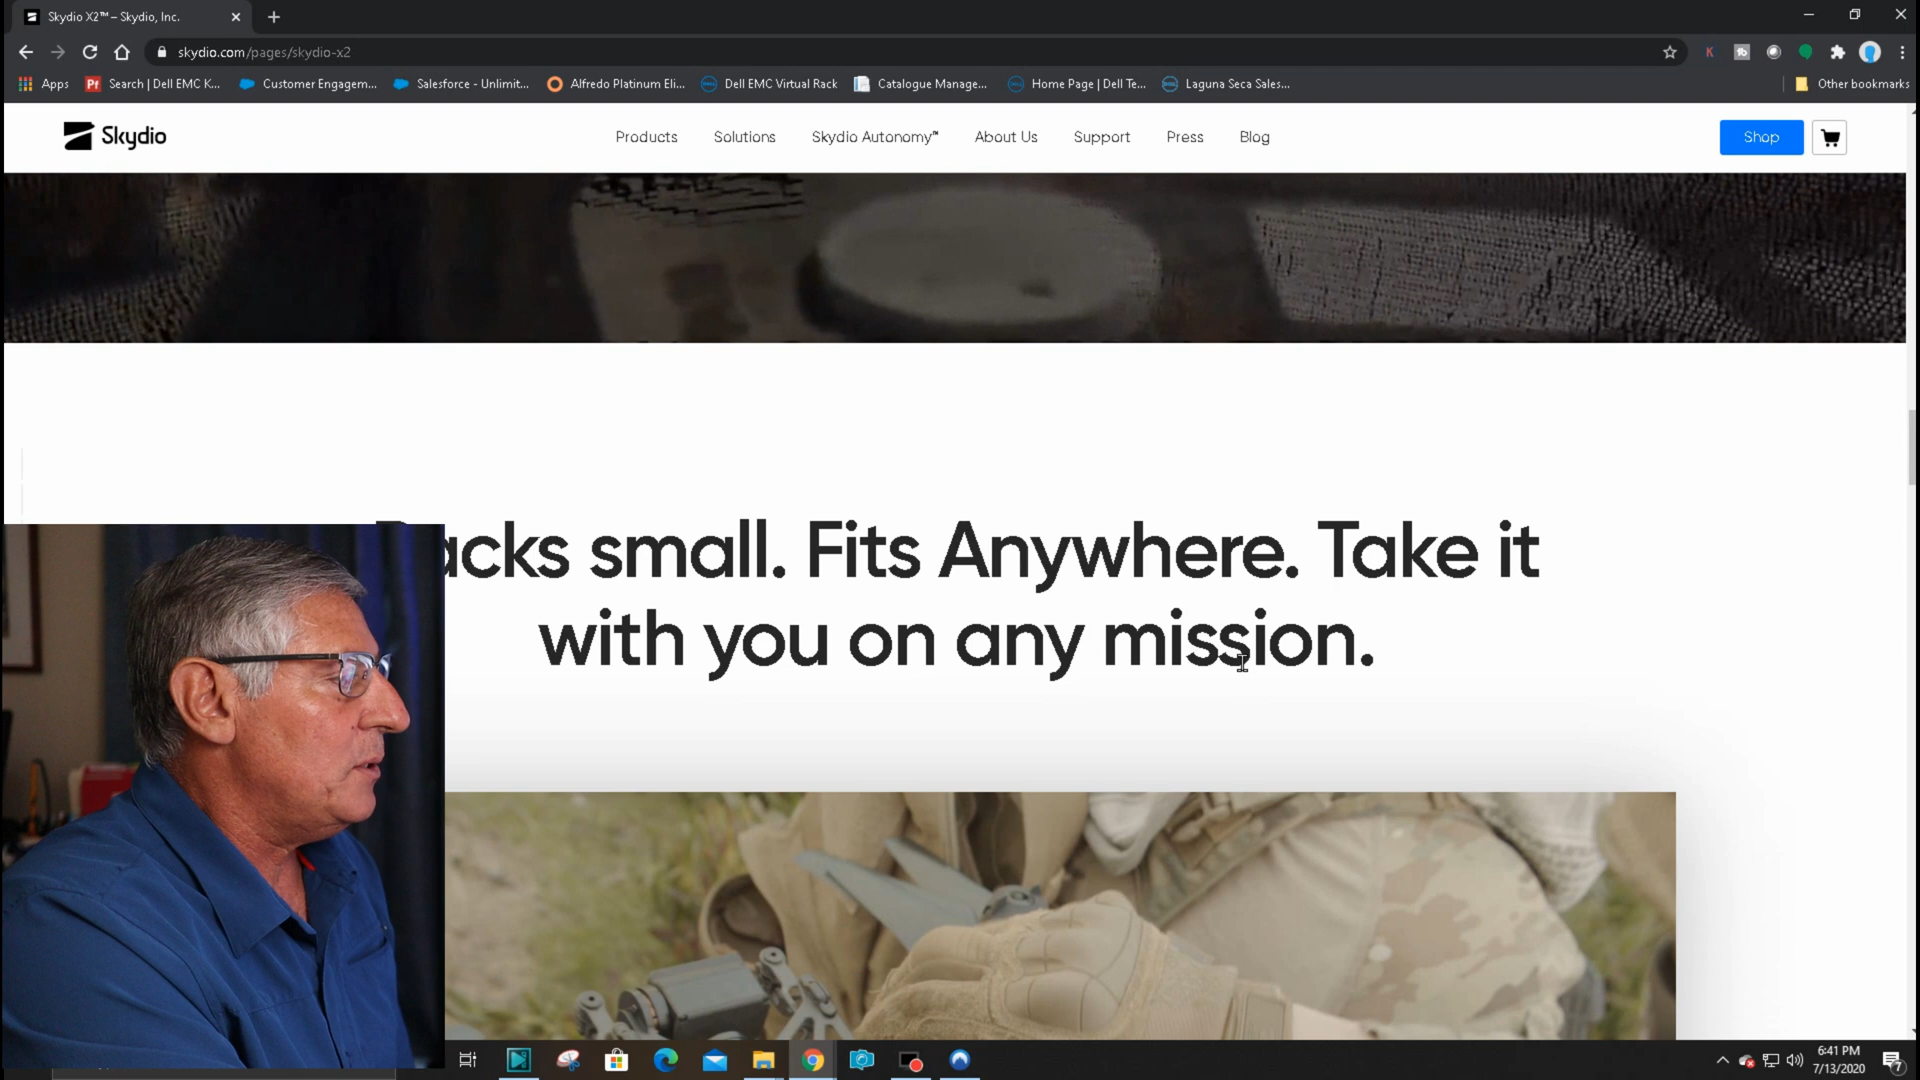 Skydio X2™ – Skydio, Inc.
skydio.com/pages/skydio-x2
Apps
Search | Dell EMC K...
Customer Engagem...
Salesforce - Unlimit...
Alfredo Platinum Eli...
Dell EMC Virtual Rack
Catalogue Manage...
Home Page | Dell Te...
Laguna Seca Sales...
Other bookmarks
Skydio
Products
Solutions
Skydio Autonomy™
About Us
Support
Press
Blog
Shop
acks small. Fits Anywhere. Take it
with you on any mission.
6:41 PM
7/13/2020
7